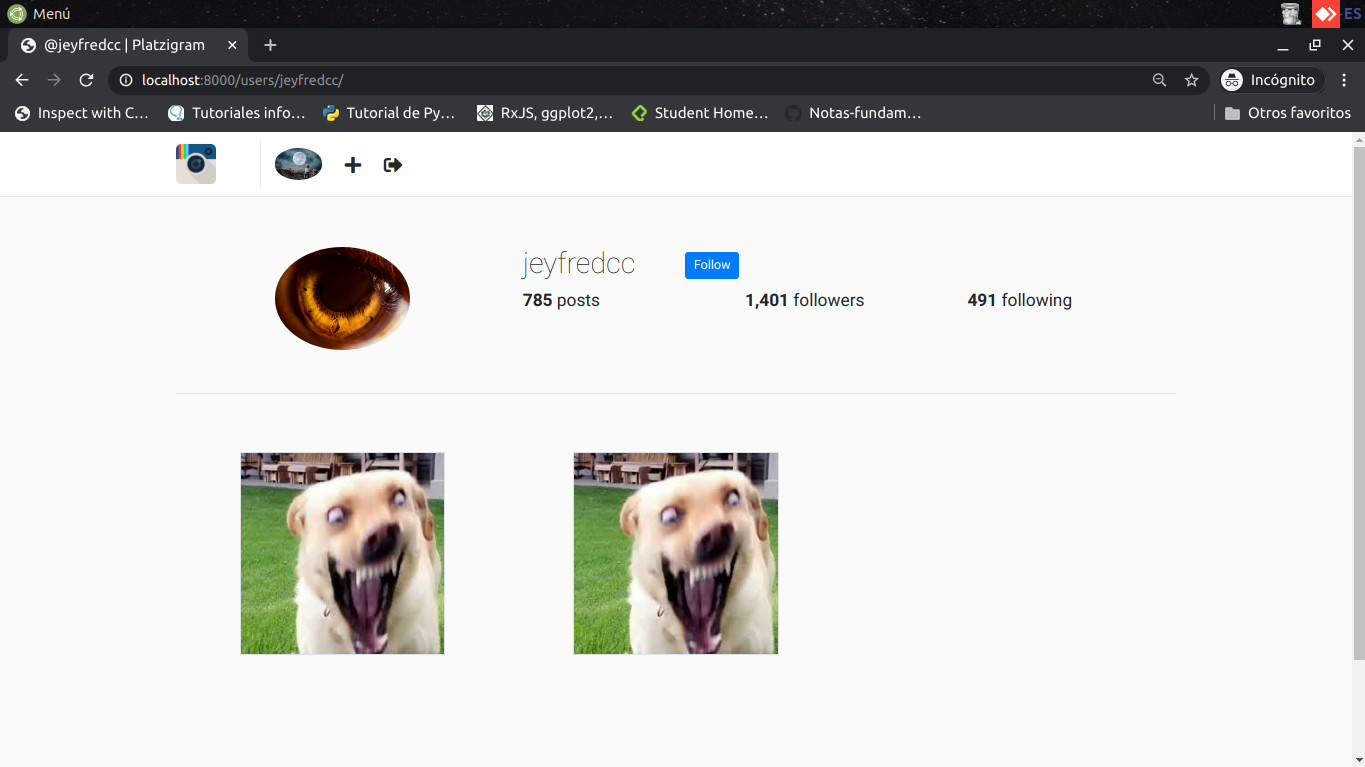 Menú
ES
@jeyfredcc | Platzigram
localhost:8000/users/jeyfredcc/
Incógnito
Inspect with C… Tutoriales info… Tutorial de Py… RxJS, ggplot2,… Student Home… Notas-fundam… Otros favoritos
jeyfredcc Follow
785 posts 1,401 followers 491 following